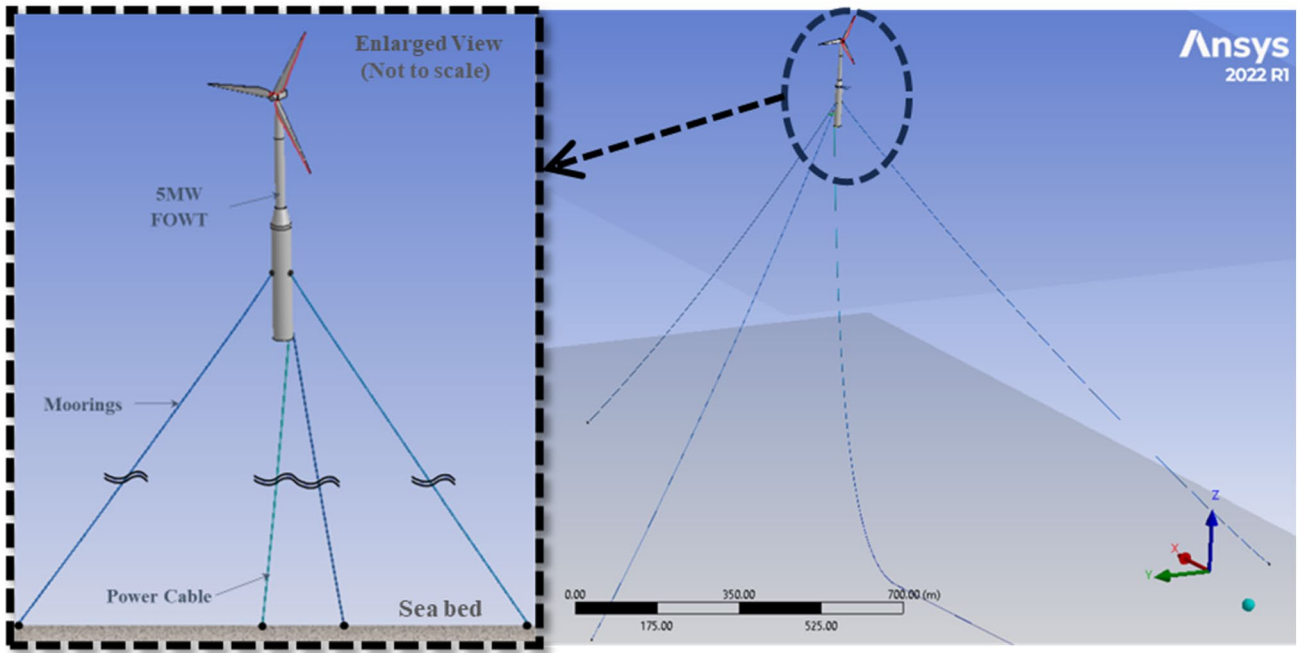 Enlarged View
(Not to scale)
5MW
FOWT
Moorings
Power Cable
Sea bed
Ansys
2022 R1
0.00
350.00
700.00 (m)
175.00
525.00
Z
X
Y